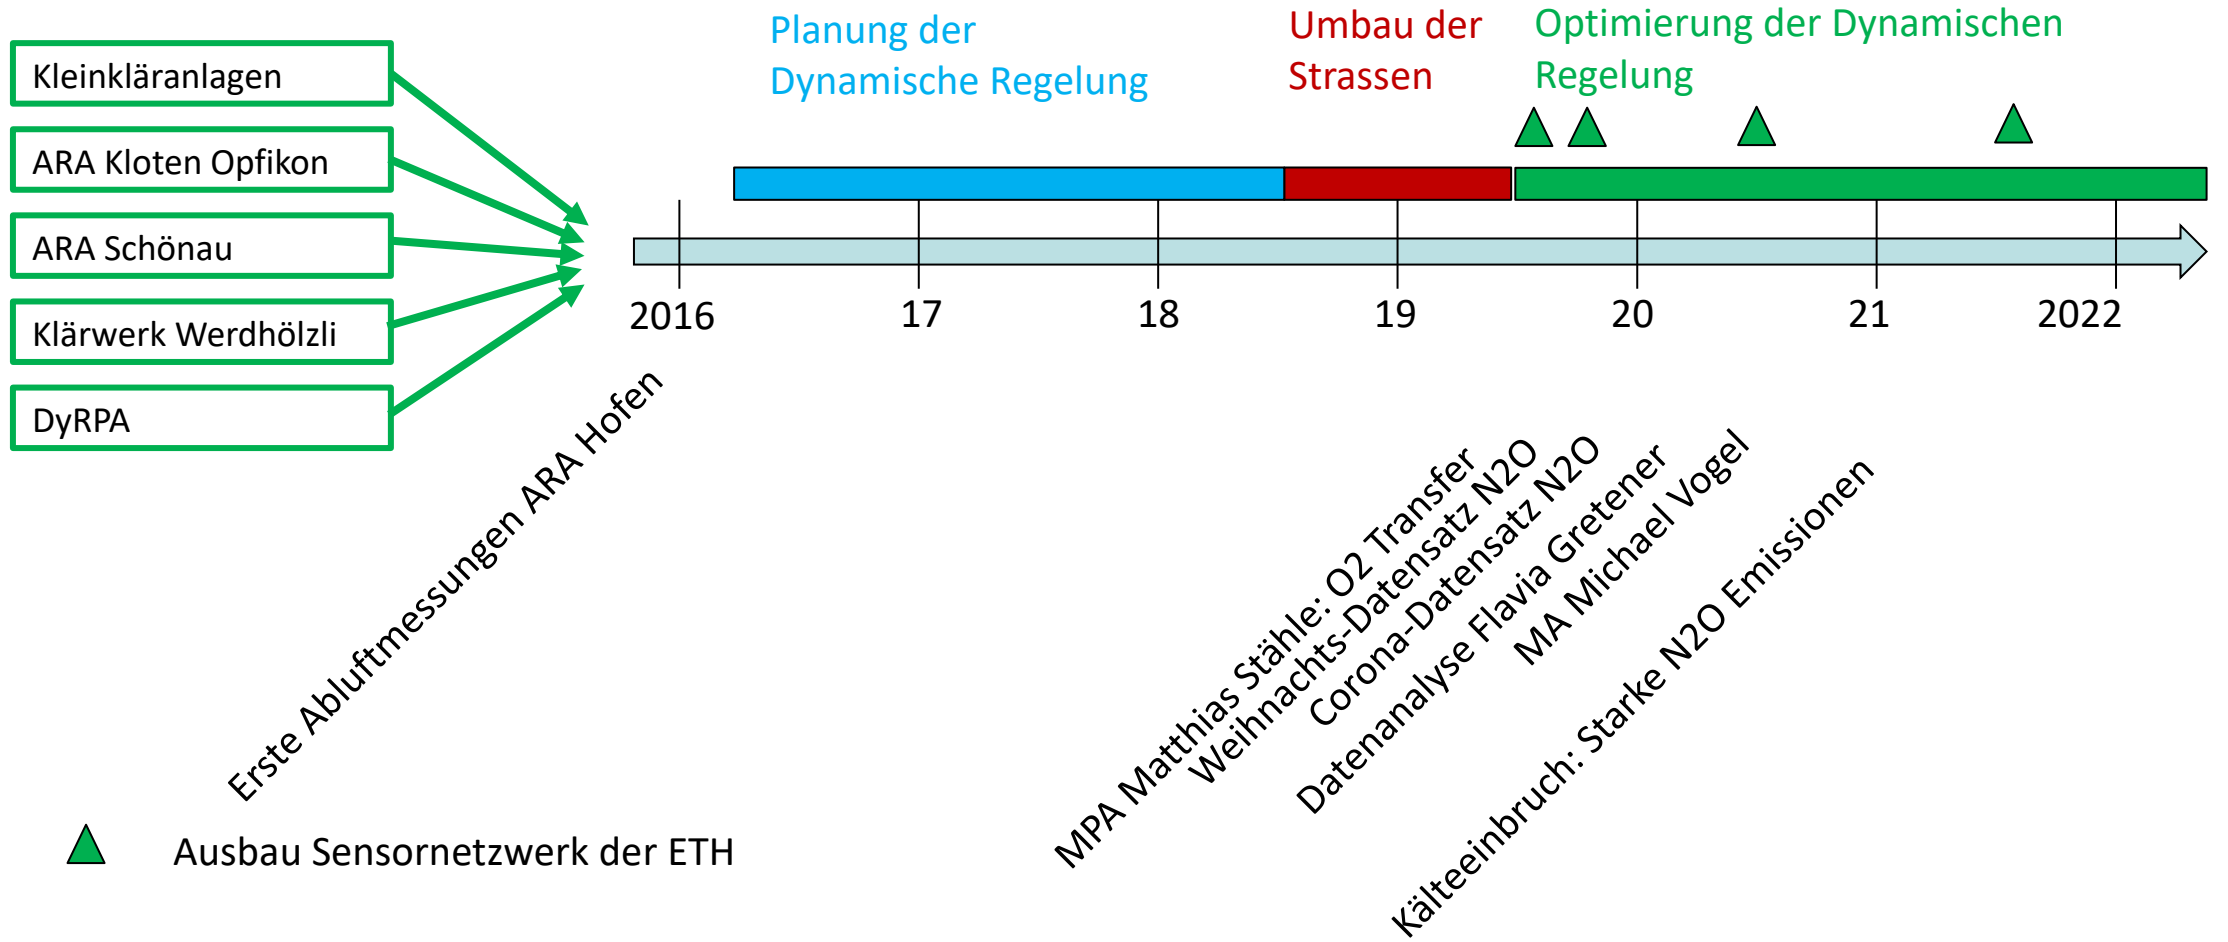 Planung der
Dynamische Regelung
Umbau der
Strassen
Optimierung der Dynamischen
Regelung
Kleinkläranlagen
ARA Kloten Opfikon
ARA Schönau
Klärwerk Werdhölzli
DyRPA
2016
17
18
19
20
21
2022
Erste Abluftmessungen ARA Hofen
MPA Matthias Stähle: O2 Transfer
Weihnachts-Datensatz N2O
Corona-Datensatz N2O
Datenanalyse Flavia Gretener
MA Michael Vogel
Kälteeinbruch: Starke N2O Emissionen
Ausbau Sensornetzwerk der ETH